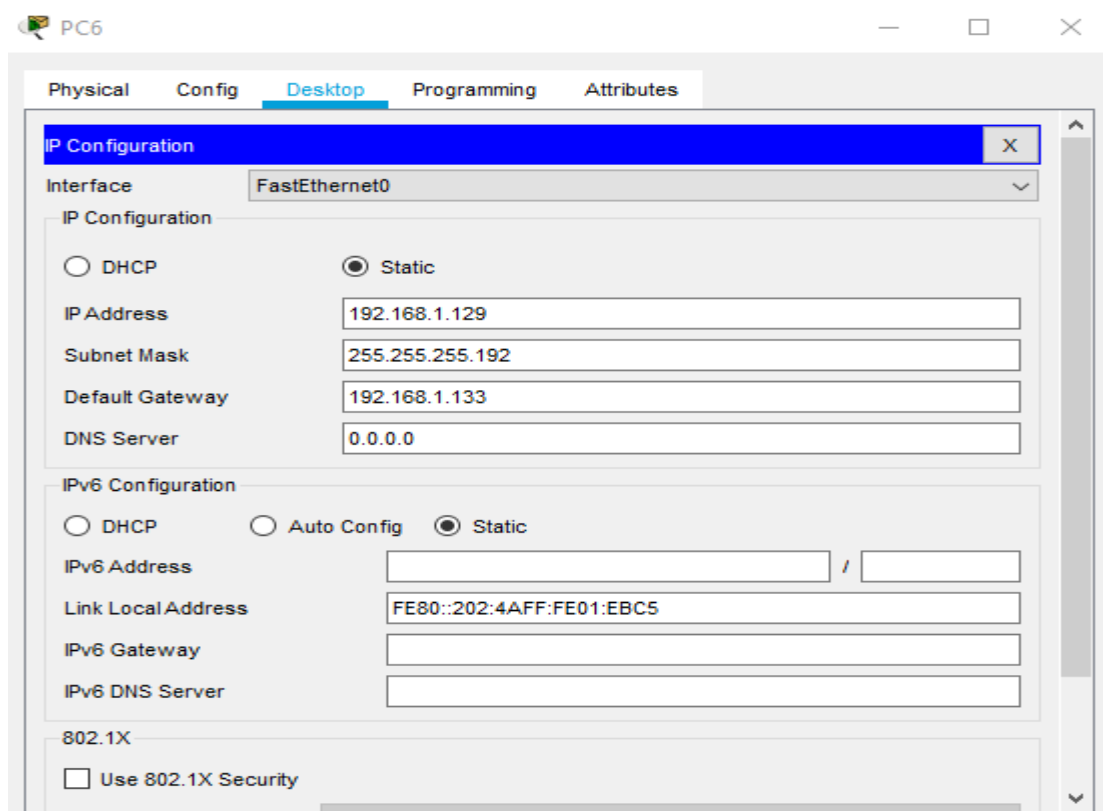 PC6
Physical Config Desktop Programming Attributes
IP Configuration X
Interface FastEthernet0
IP Configuration
DHCP Static
IP Address 192.168.1.129
Subnet Mask 255.255.255.192
Default Gateway 192.168.1.133
DNS Server 0.0.0.0
IPv6 Configuration
DHCP Auto Config Static
IPv6 Address /
Link Local Address FE80::202:4AFF:FE01:EBC5
IPv6 Gateway
IPv6 DNS Server
802.1X
Use 802.1X Security